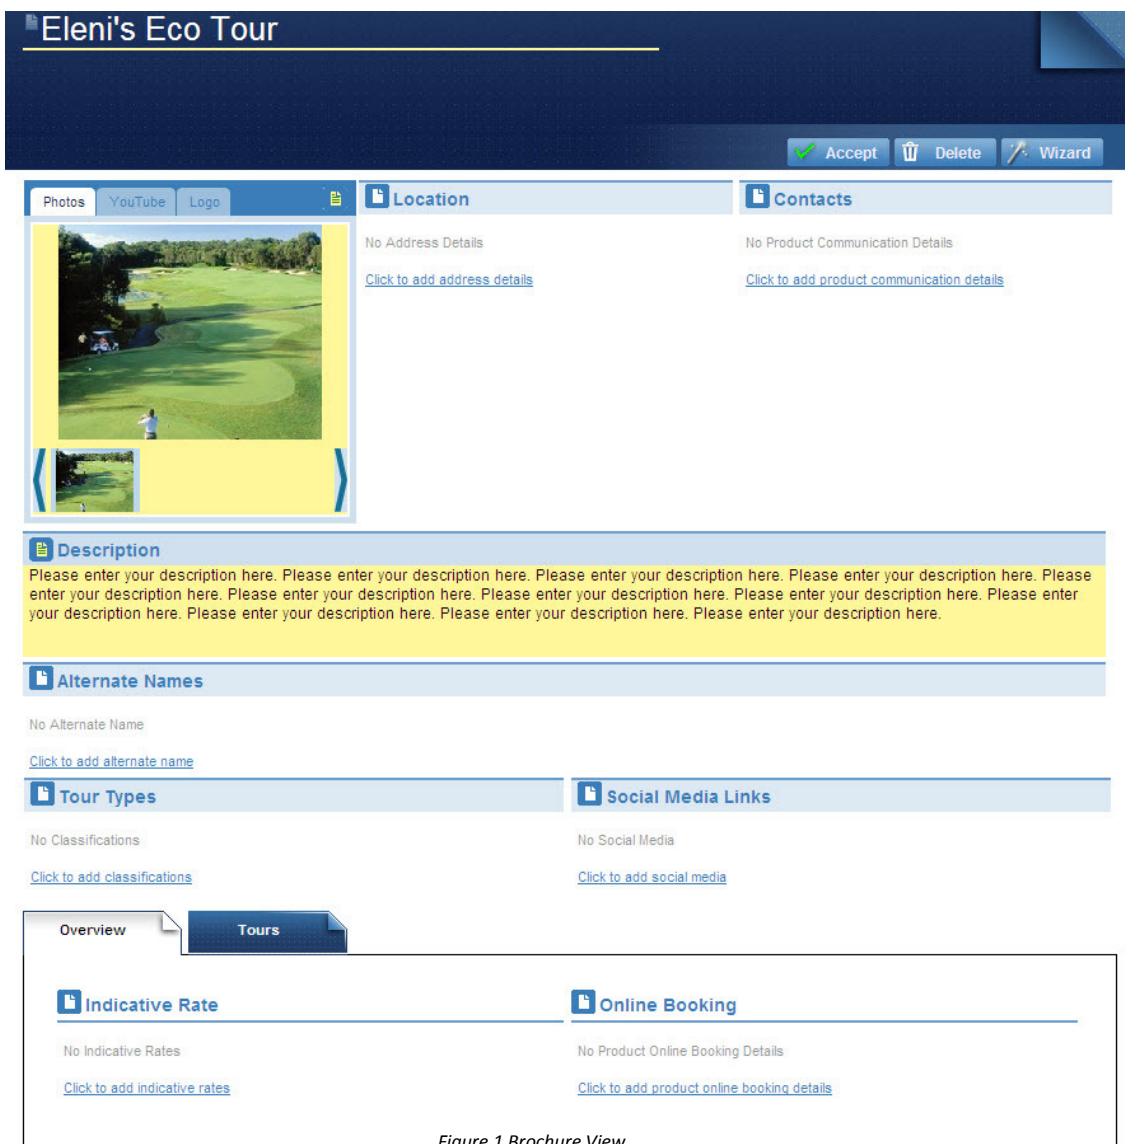 Eleni's Eco Tour
Accept Delete Wizard
Photos YouTube Logo
Location
Contacts
No Address Details
No Product Communication Details
Click to add address details
Click to add product communication details
Description
Please enter your description here. Please enter your description here. Please enter your description here. Please enter your description here. Please
enter your description here. Please enter your description here. Please enter your description here. Please enter your description here. Please enter
your description here. Please enter your description here. Please enter your description here. Please enter your description here.
Alternate Names
No Alternate Name
Click to add alternate name
Tour Types
Social Media Links
No Classifications
No Social Media
Click to add classifications
Click to add social media
Overview Tours
Indicative Rate
Online Booking
No Indicative Rates
No Product Online Booking Details
Click to add indicative rates
Click to add product online booking details
Figure 1 Brochure View